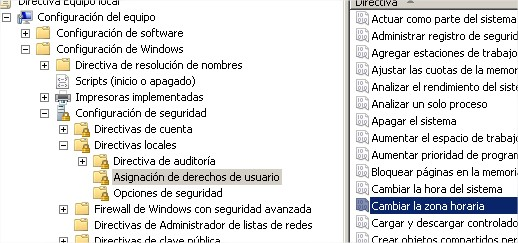 Directiva Equipo local
Configuración del equipo
Configuración de software
Configuración de Windows
Directiva de resolución de nombres
Scripts (inicio o apagado)
Impresoras implementadas
Configuración de seguridad
Directivas de cuenta
Directivas locales
Directiva de auditoría
Asignación de derechos de usuario
Opciones de seguridad
Firewall de Windows con seguridad avanzada
Directivas de Administrador de listas de redes
Directivas de clave pública
Directiva
Actuar como parte del sistema
Administrar registro de segurid
Agregar estaciones de trabajo
Ajustar las cuotas de la memor
Analizar el rendimiento del sist
Analizar un solo proceso
Apagar el sistema
Aumentar el espacio de trabajo
Aumentar prioridad de program
Bloquear páginas en la memoria
Cambiar la hora del sistema
Cambiar la zona horaria
Cargar y descargar controlado
Crear objetos compartidos per